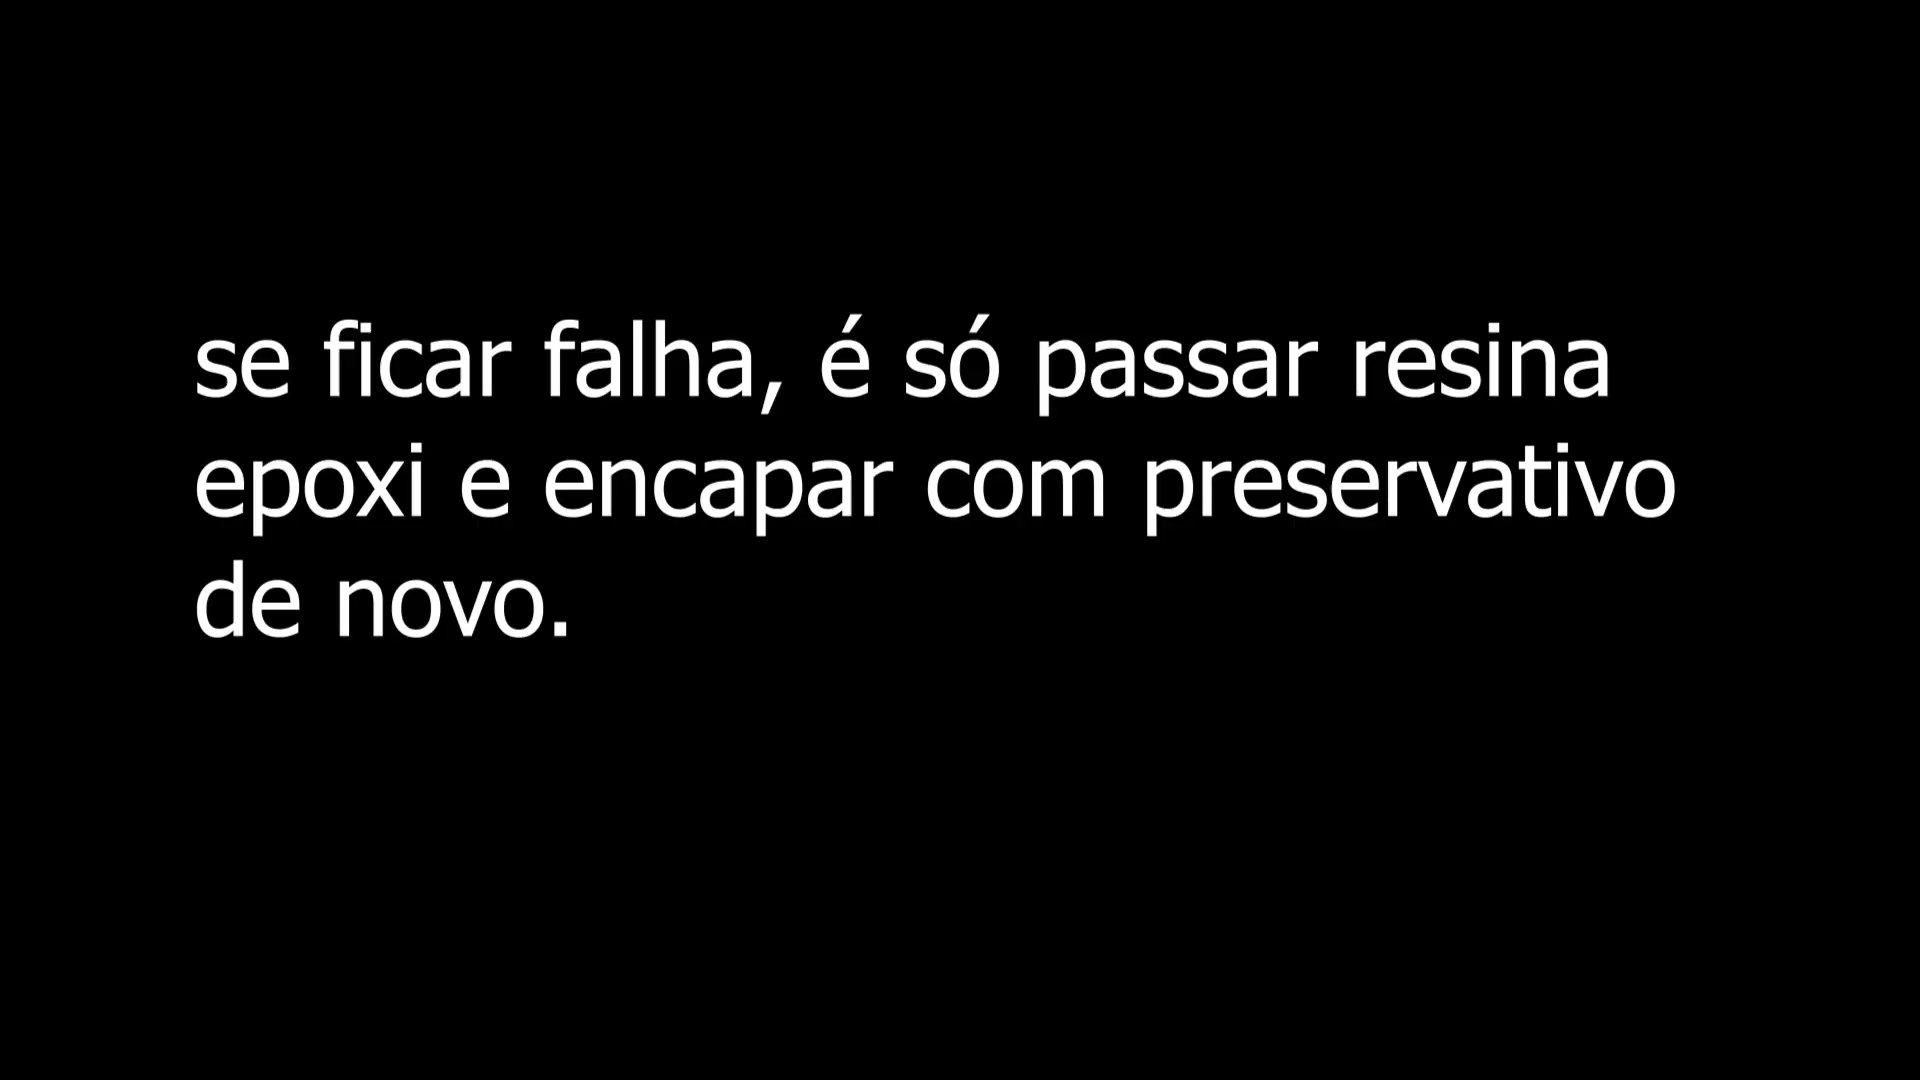 se ficar falha, é só passar resina
epoxi e encapar com preservativo
de novo.